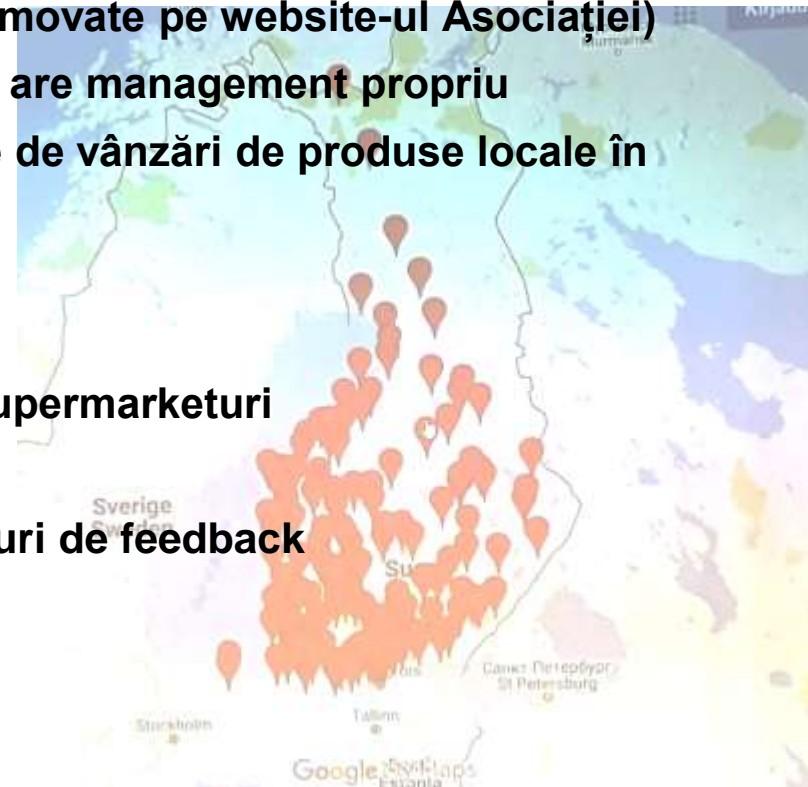 movate pe website-ul Asociației)
are management propriu
de vânzări de produse locale în
upermarketuri
Sverige
Sweden
uri de feedback
Su
Санкт-Петербург
St Petersburg
Stockholm
Tallinn
Google